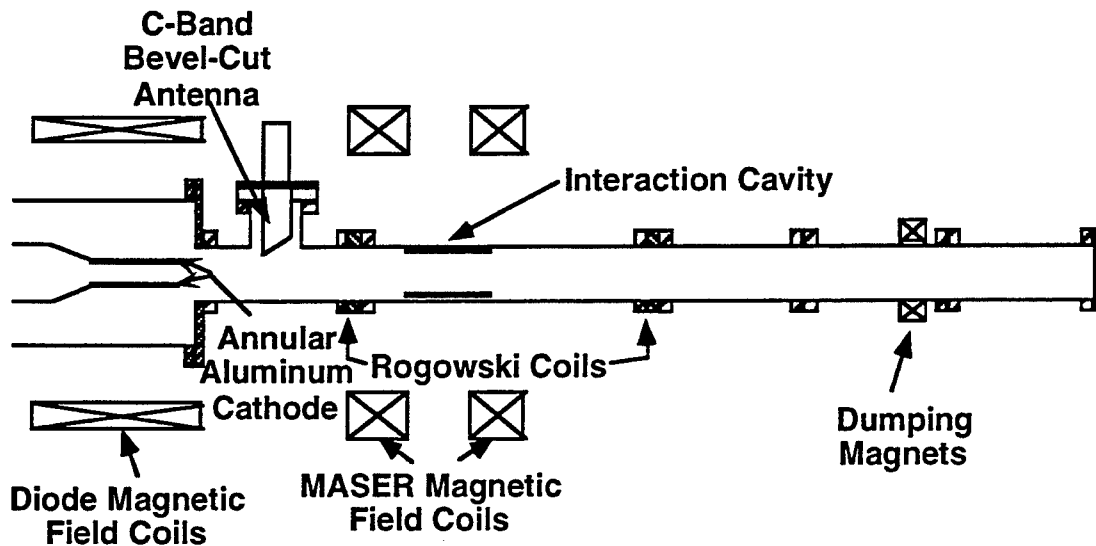 C-Band
Bevel-Cut
Antenna
Interaction Cavity
Annular
Aluminum
Cathode
Rogowski Coils
Dumping
Magnets
Diode Magnetic
Field Coils
MASER Magnetic
Field Coils